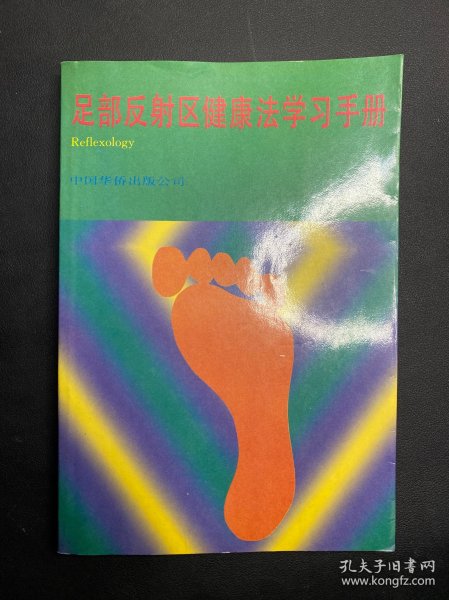 足部反射区健康法学习手册
Reflexology
中国华侨出版公司
孔夫子旧书网
www.kongfz.com